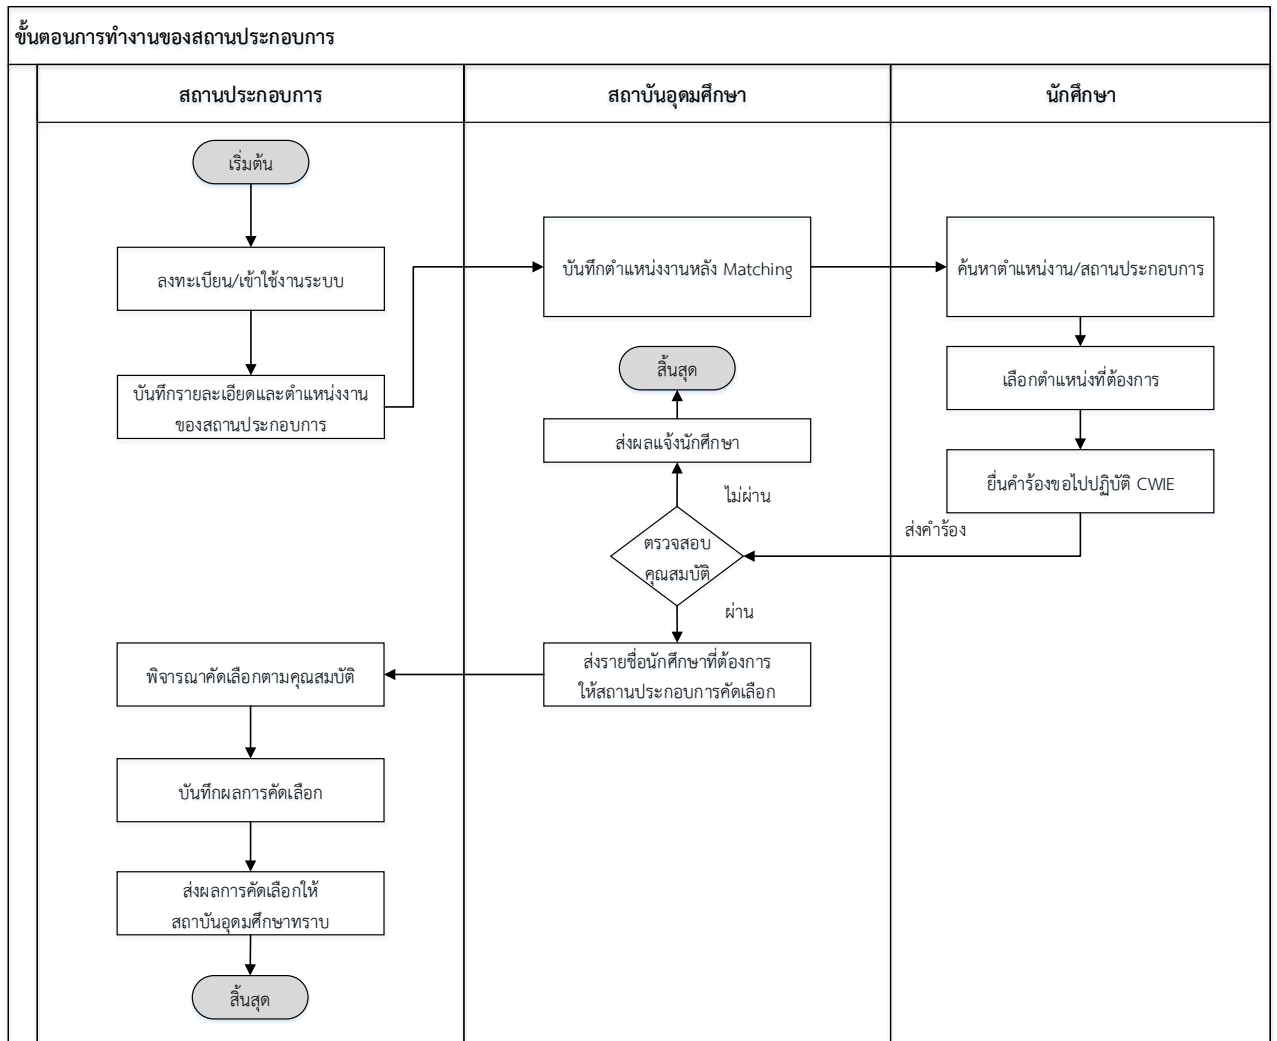 ขั้นตอนการทำงานของสถานประกอบการ
สถานประกอบการ
สถาบันอุดมศึกษา
นักศึกษา
เริ่มต้น
ลงทะเบียน/เข้าใช้งานระบบ
บันทึกรายละเอียดและตำแหน่งงาน
ของสถานประกอบการ
บันทึกตำแหน่งงานหลัง Matching
ค้นหาตำแหน่งงาน/สถานประกอบการ
เลือกตำแหน่งที่ต้องการ
ยื่นคำร้องขอไปปฏิบัติ CWIE
ส่งคำร้อง
ตรวจสอบ
คุณสมบัติ
ไม่ผ่าน
ส่งผลแจ้งนักศึกษา
สิ้นสุด
ผ่าน
ส่งรายชื่อนักศึกษาที่ต้องการ
ให้สถานประกอบการคัดเลือก
พิจารณาคัดเลือกตามคุณสมบัติ
บันทึกผลการคัดเลือก
ส่งผลการคัดเลือกให้
สถาบันอุดมศึกษาทราบ
สิ้นสุด